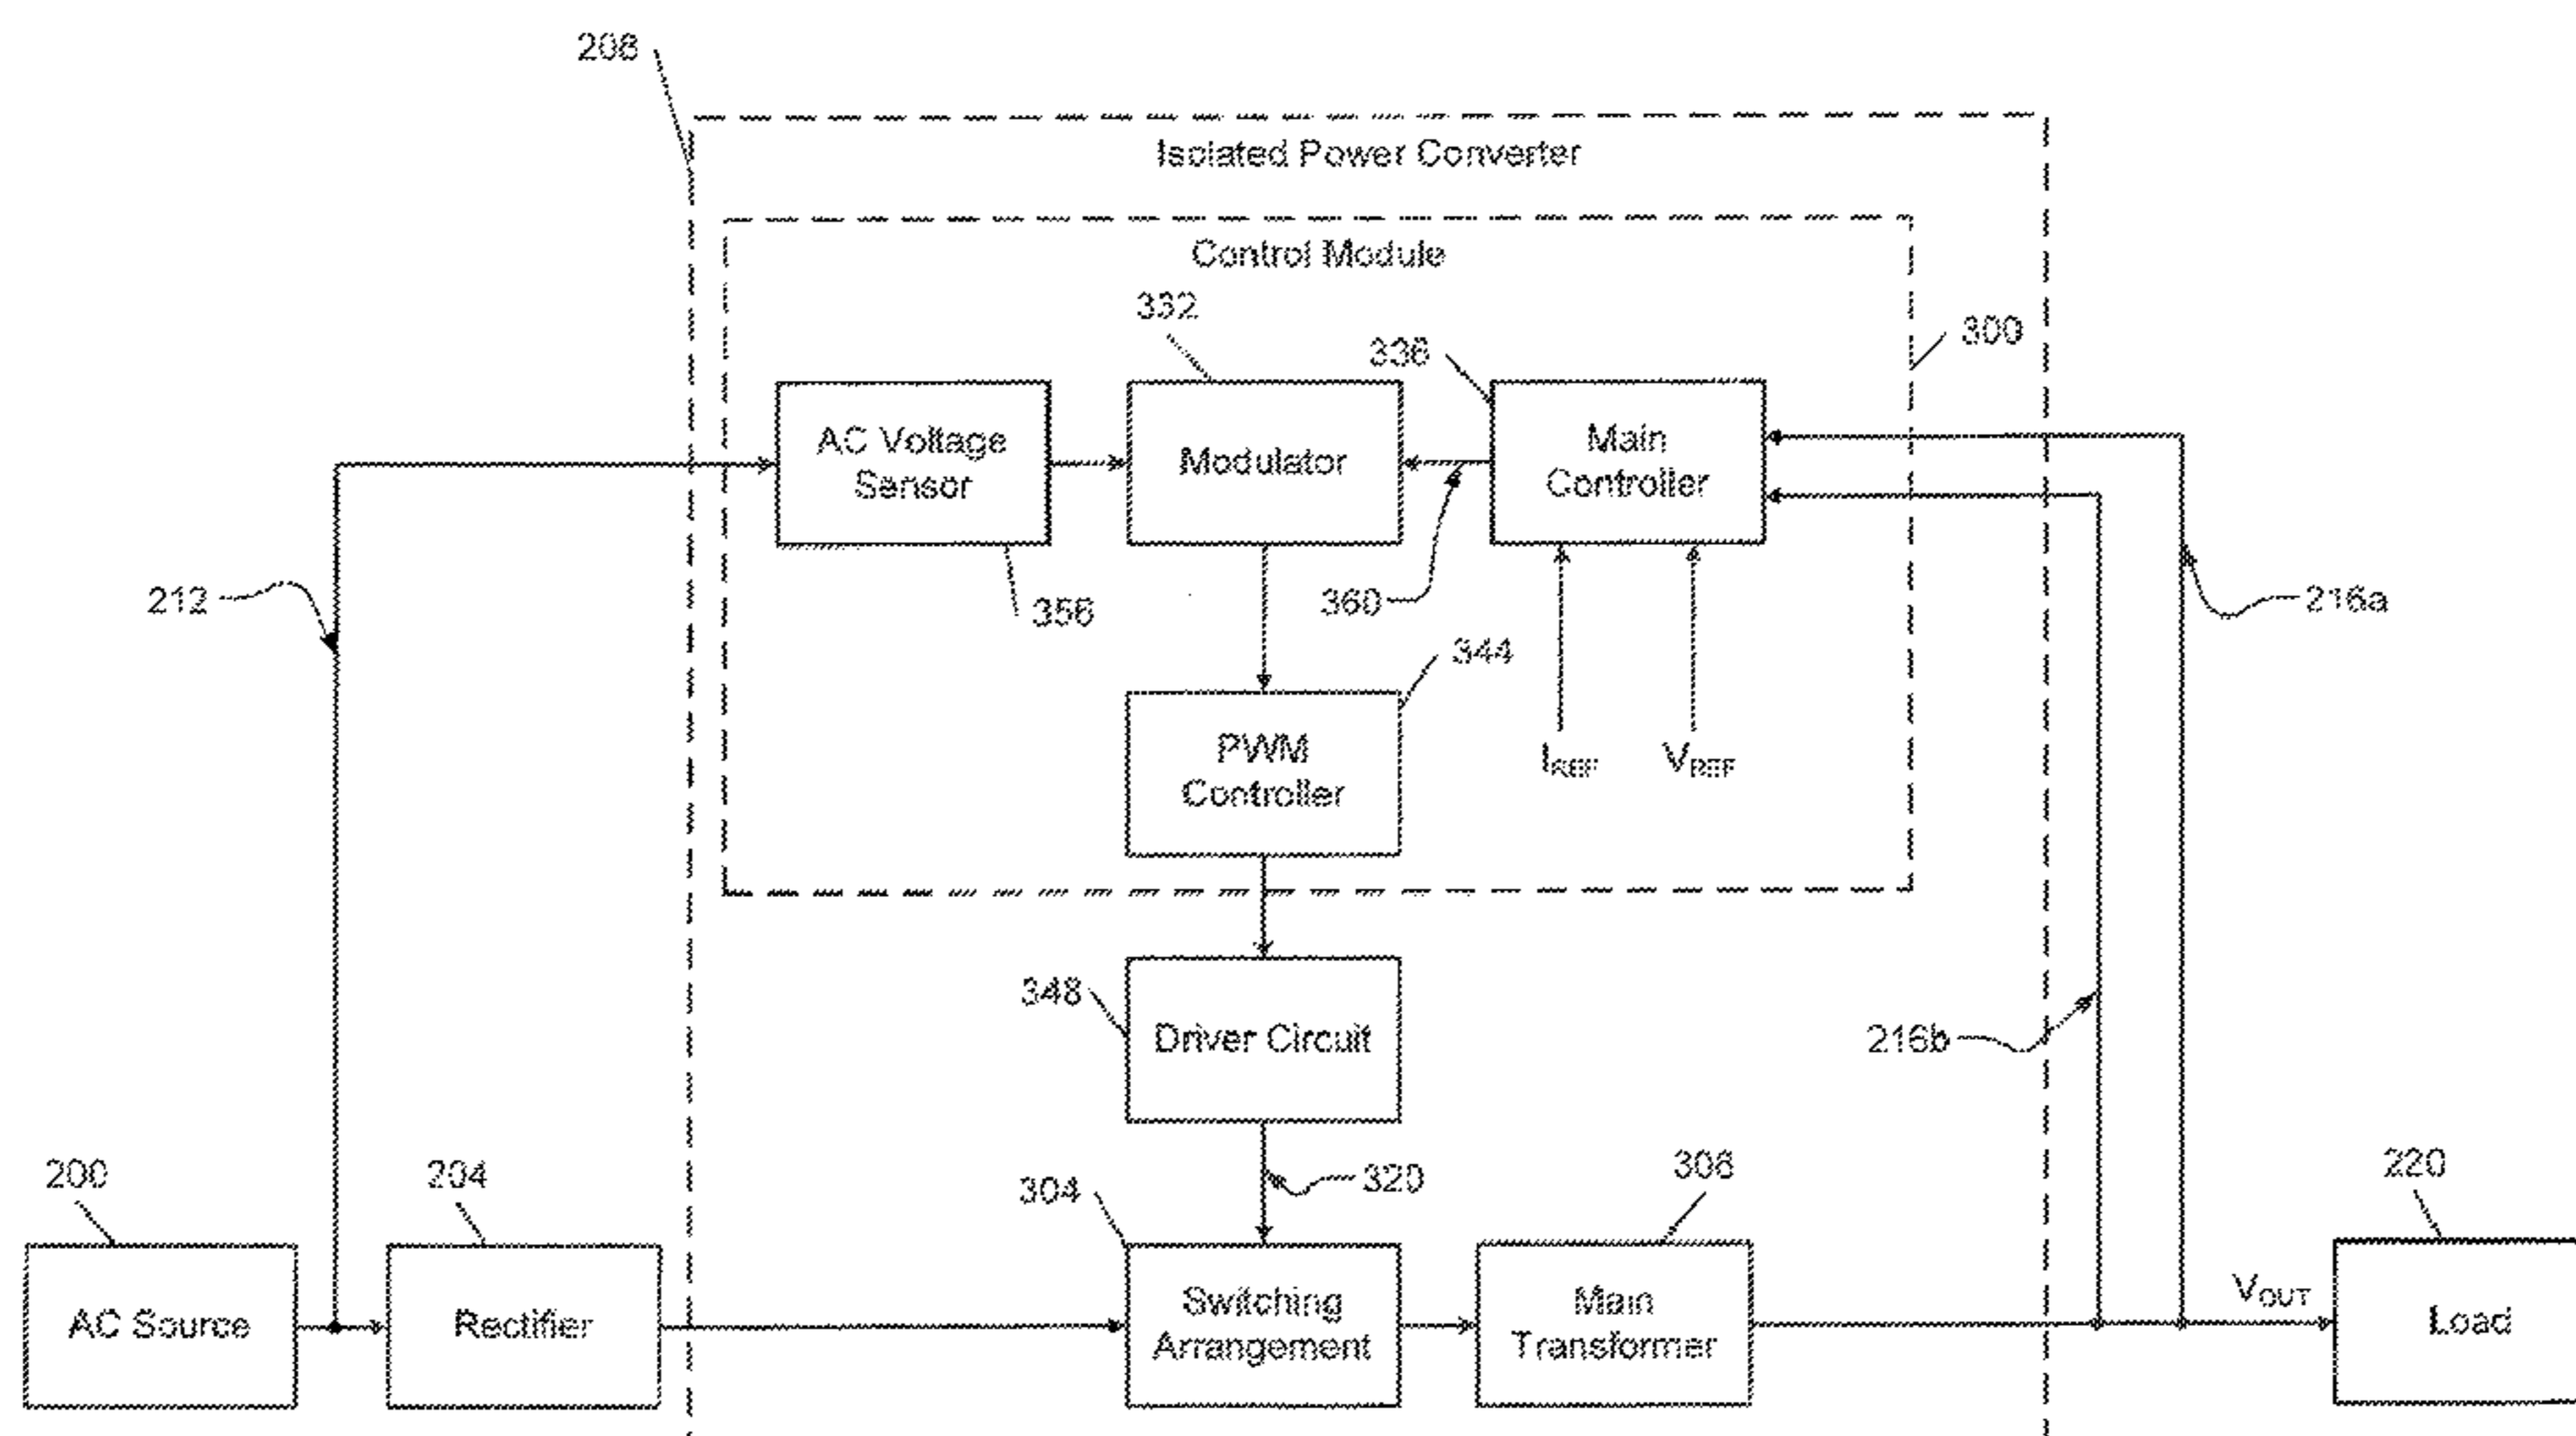 208
Isolated Power Converter
Control Module
332
336
300
AC Voltage
Sensor
Modulator
Main
Controller
212
356
360
216a
344
PWM
Controller
IREF
VREF
348
Driver Circuit
216b
200
204
304
320
308
220
AC Source
Rectifier
Switching
Arrangement
Main
Transformer
VOUT
Load